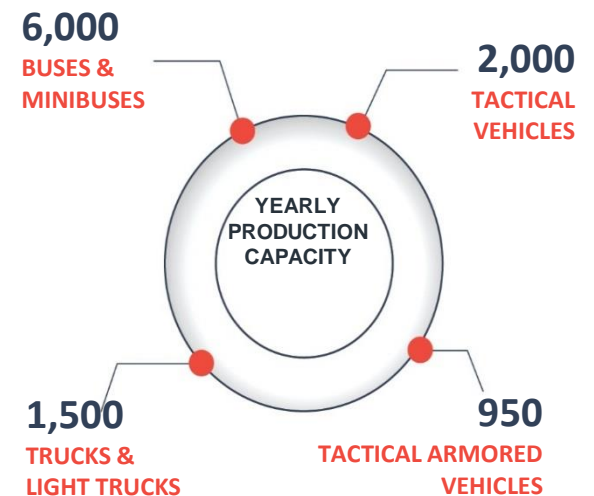 6,000
BUSES &
MINIBUSES
2,000
TACTICAL
VEHICLES
YEARLY
PRODUCTION
CAPACITY
1,500
TRUCKS &
LIGHT TRUCKS
950
TACTICAL ARMORED
VEHICLES